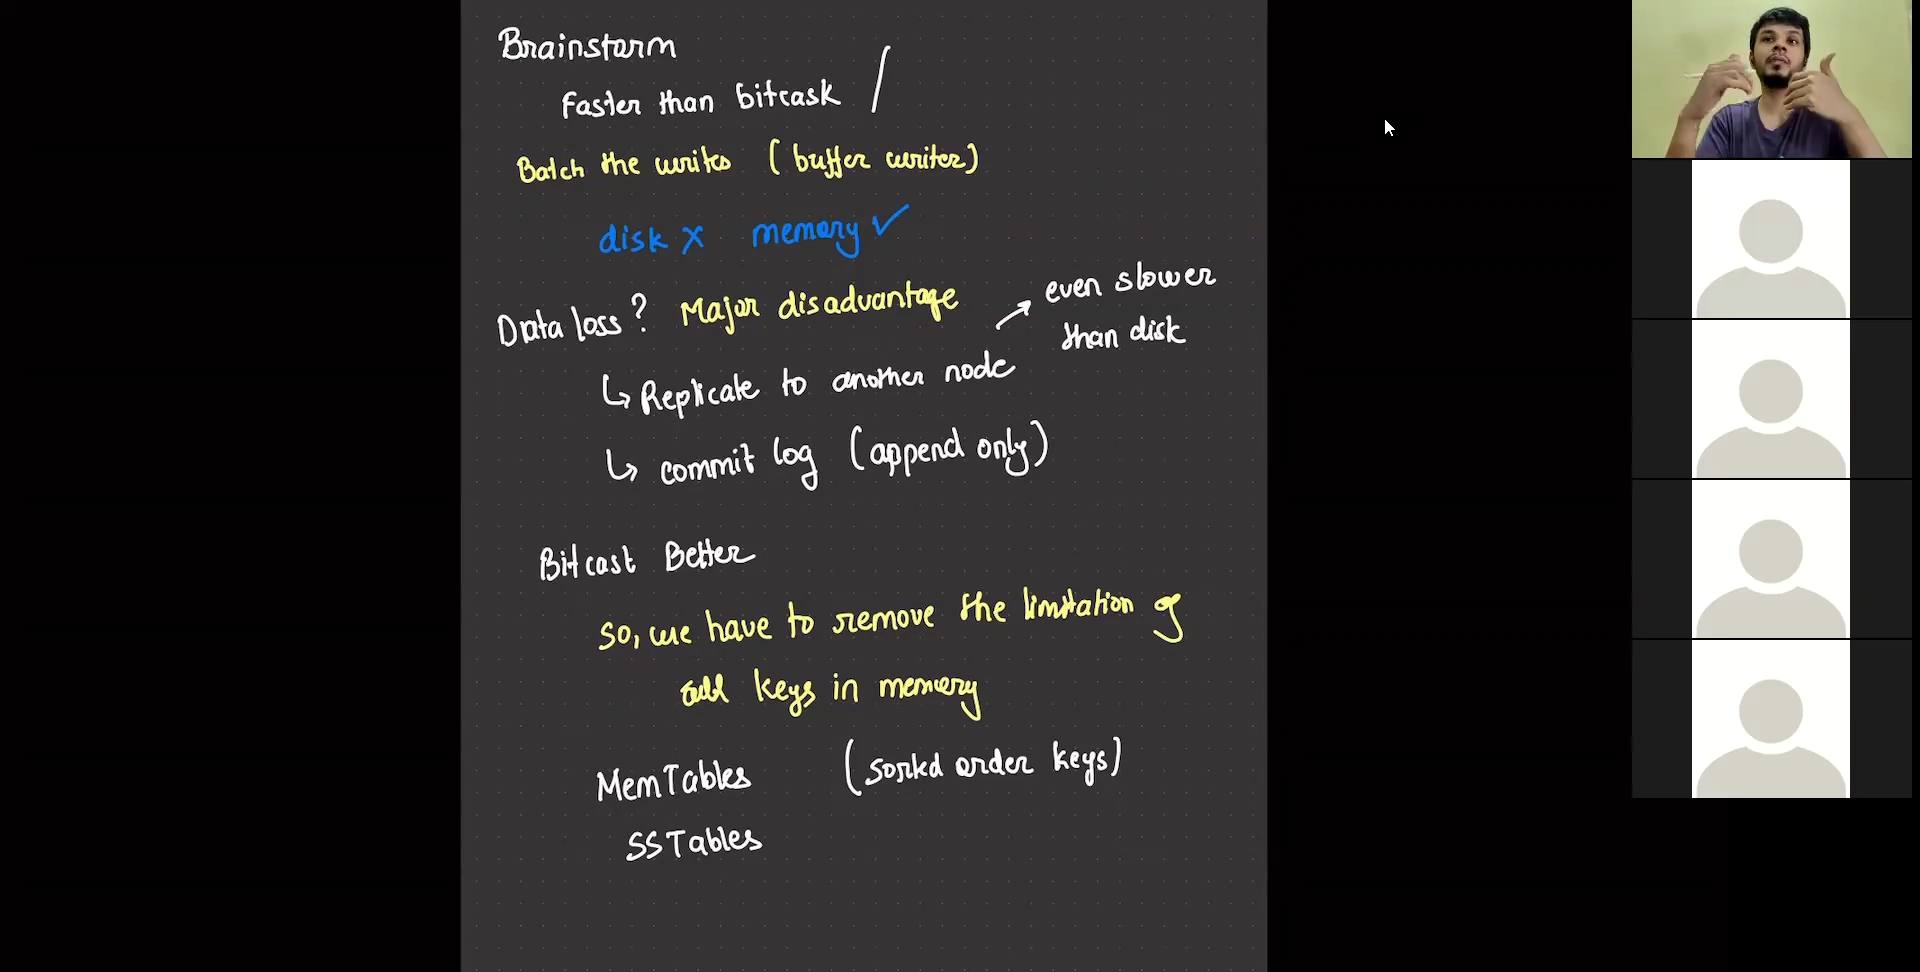 Brainstorm
Faster than bitcask /
Batch the writes (buffer writer)
disk x memory ✓
Data loss? Major disadvantage
even slower
than disk
↳ Replicate to another node
↳ commit log (append only)
Bitcast Better
So, we have to remove the limitation of
all keys in memory
MemTables (sorted order keys)
SSTables